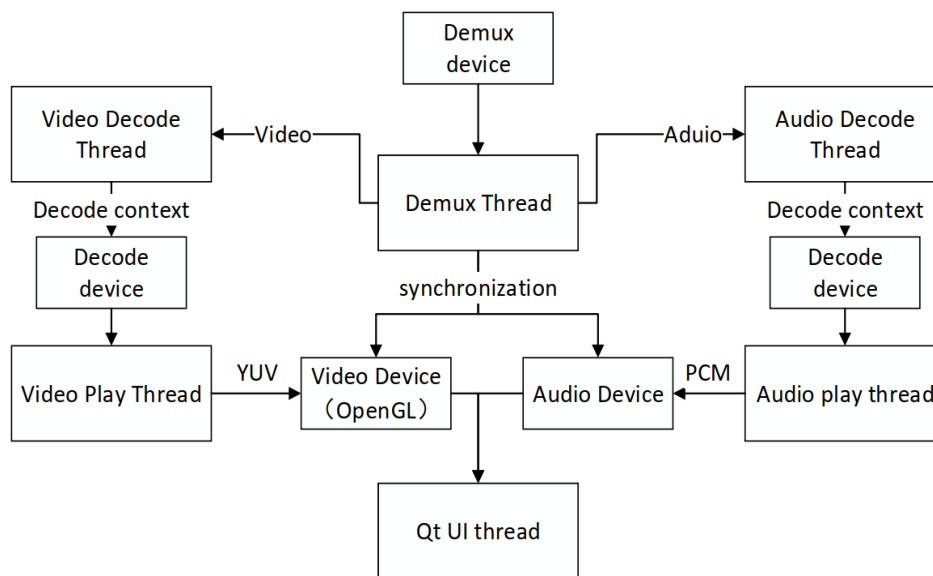 Demux
device
Video Decode
Thread
Video
Aduio
Audio Decode
Thread
Demux Thread
Decode context
Decode context
Decode
device
Decode
device
synchronization
Video Play Thread
YUV
Video Device
（OpenGL）
Audio Device
PCM
Audio play thread
Qt UI thread